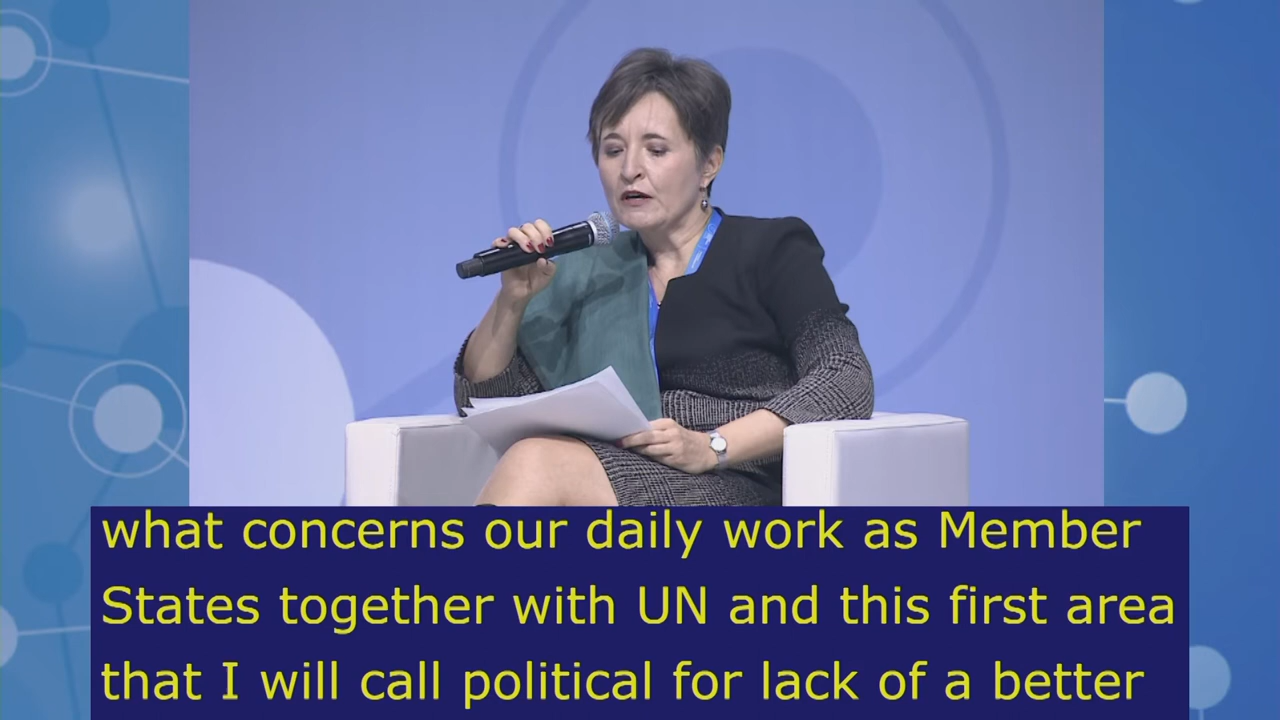 what concerns our daily work as Member
States together with UN and this first area
that I will call political for lack of a better